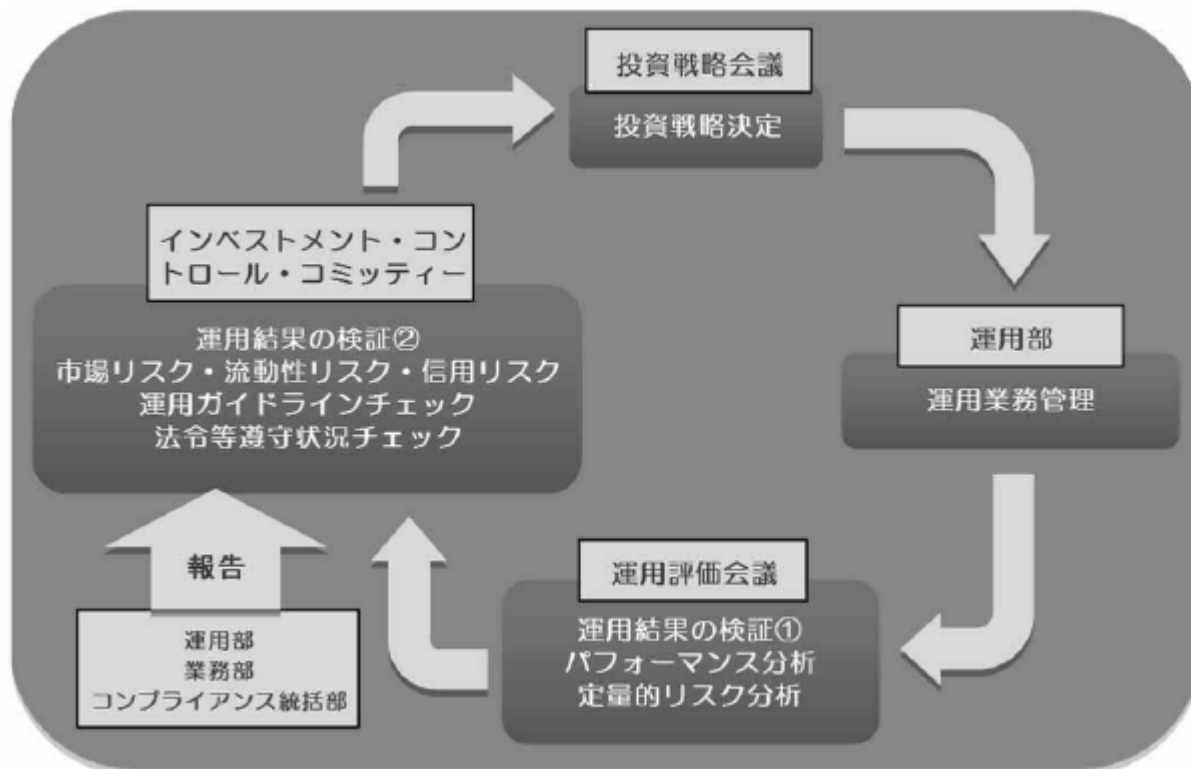 投資戦略会議
投資戦略決定
インベストメント・コン
トロール・コミッティー
運用結果の検証②
市場リスク・流動性リスク・信用リスク
運用ガイドラインチェック
法令等遵守状況チェック
運用部
運用業務管理
報告
運用部
業務部
コンプライアンス統括部
運用評価会議
運用結果の検証①
パフォーマンス分析
定量的リスク分析